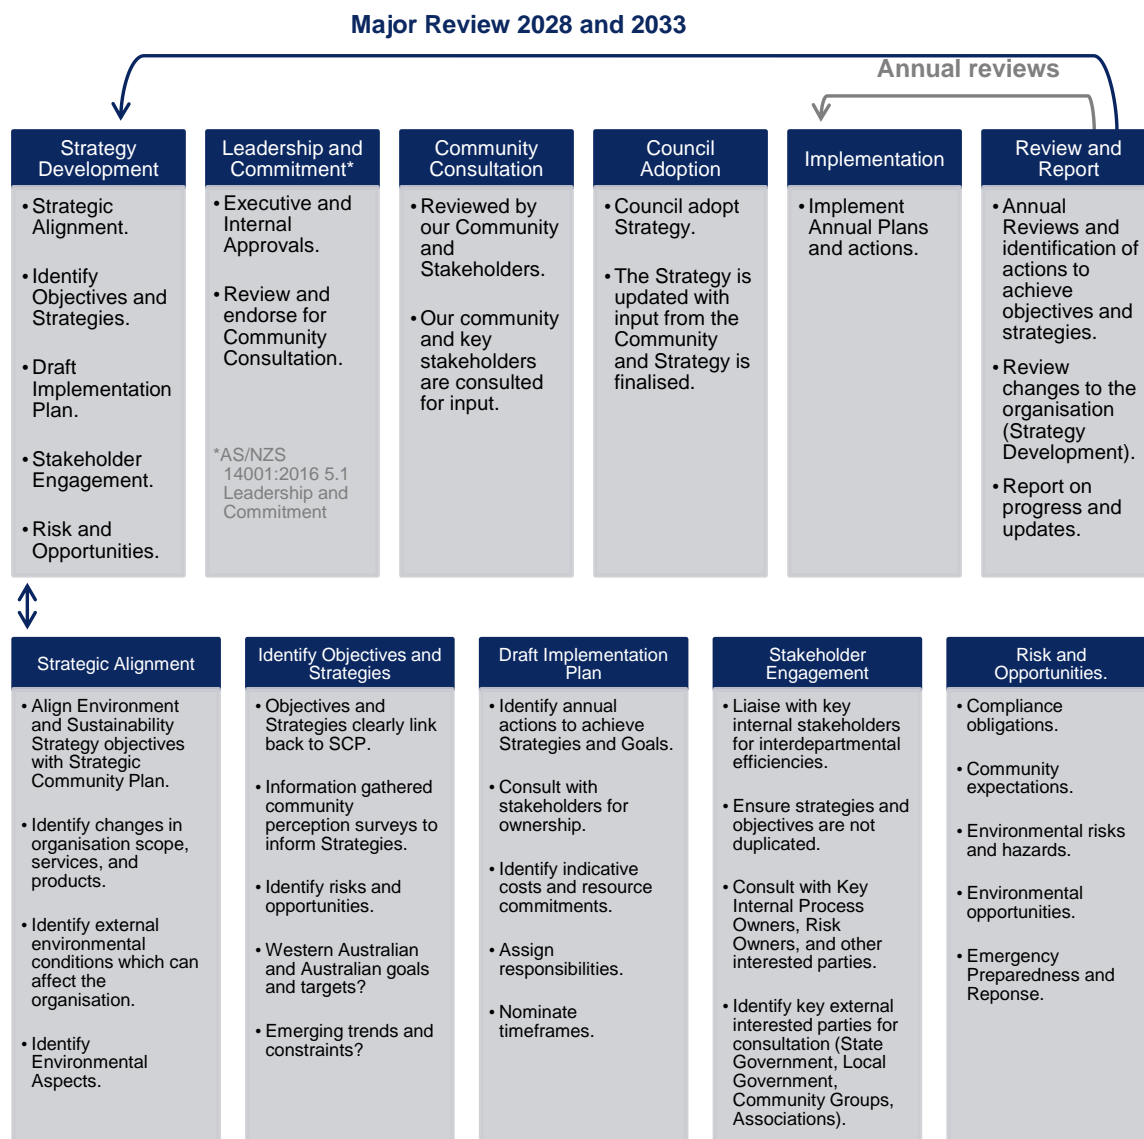 Major Review 2028 and 2033
Annual reviews
Strategy
Development
• Strategic
Alignment.
• Identify
Objectives and
Strategies.
• Draft
Implementation
Plan.
• Stakeholder
Engagement.
• Risk and
Opportunities.
Leadership and
Commitment*
• Executive and
Internal
Approvals.
• Review and
endorse for
Community
Consultation.
*AS/NZS
14001:2016 5.1
Leadership and
Commitment
Community
Consultation
• Reviewed by
our Community
and
Stakeholders.
• Our community
and key
stakeholders
are consulted
for input.
Council
Adoption
• Council adopt
Strategy.
• The Strategy is
updated with
input from the
Community
and Strategy is
finalised.
Implementation
• Implement
Annual Plans
and actions.
Review and
Report
• Annual
Reviews and
identification of
actions to
achieve
objectives and
strategies.
• Review
changes to the
organisation
(Strategy
Development).
• Report on
progress and
updates.
Strategic Alignment
• Align Environment
and Sustainability
Strategy objectives
with Strategic
Community Plan.
• Identify changes in
organisation scope,
services, and
products.
• Identify external
environmental
conditions which can
affect the
organisation.
• Identify
Environmental
Aspects.
Identify Objectives and
Strategies
• Objectives and
Strategies clearly link
back to SCP.
• Information gathered
community
perception surveys to
inform Strategies.
• Identify risks and
opportunities.
• Western Australian
and Australian goals
and targets?
• Emerging trends and
constraints?
Draft Implementation
Plan
• Identify annual
actions to achieve
Strategies and Goals.
• Consult with
stakeholders for
ownership.
• Identify indicative
costs and resource
commitments.
• Assign
responsibilities.
• Nominate
timeframes.
Stakeholder
Engagement
• Liaise with key
internal stakeholders
for interdepartmental
efficiencies.
• Ensure strategies and
objectives are not
duplicated.
• Consult with Key
Internal Process
Owners, Risk
Owners, and other
interested parties.
• Identify key external
interested parties for
consultation (State
Government, Local
Government,
Community Groups,
Associations).
Risk and
Opportunities.
• Compliance
obligations.
• Community
expectations.
• Environmental risks
and hazards.
• Environmental
opportunities.
• Emergency
Preparedness and
Reponse.